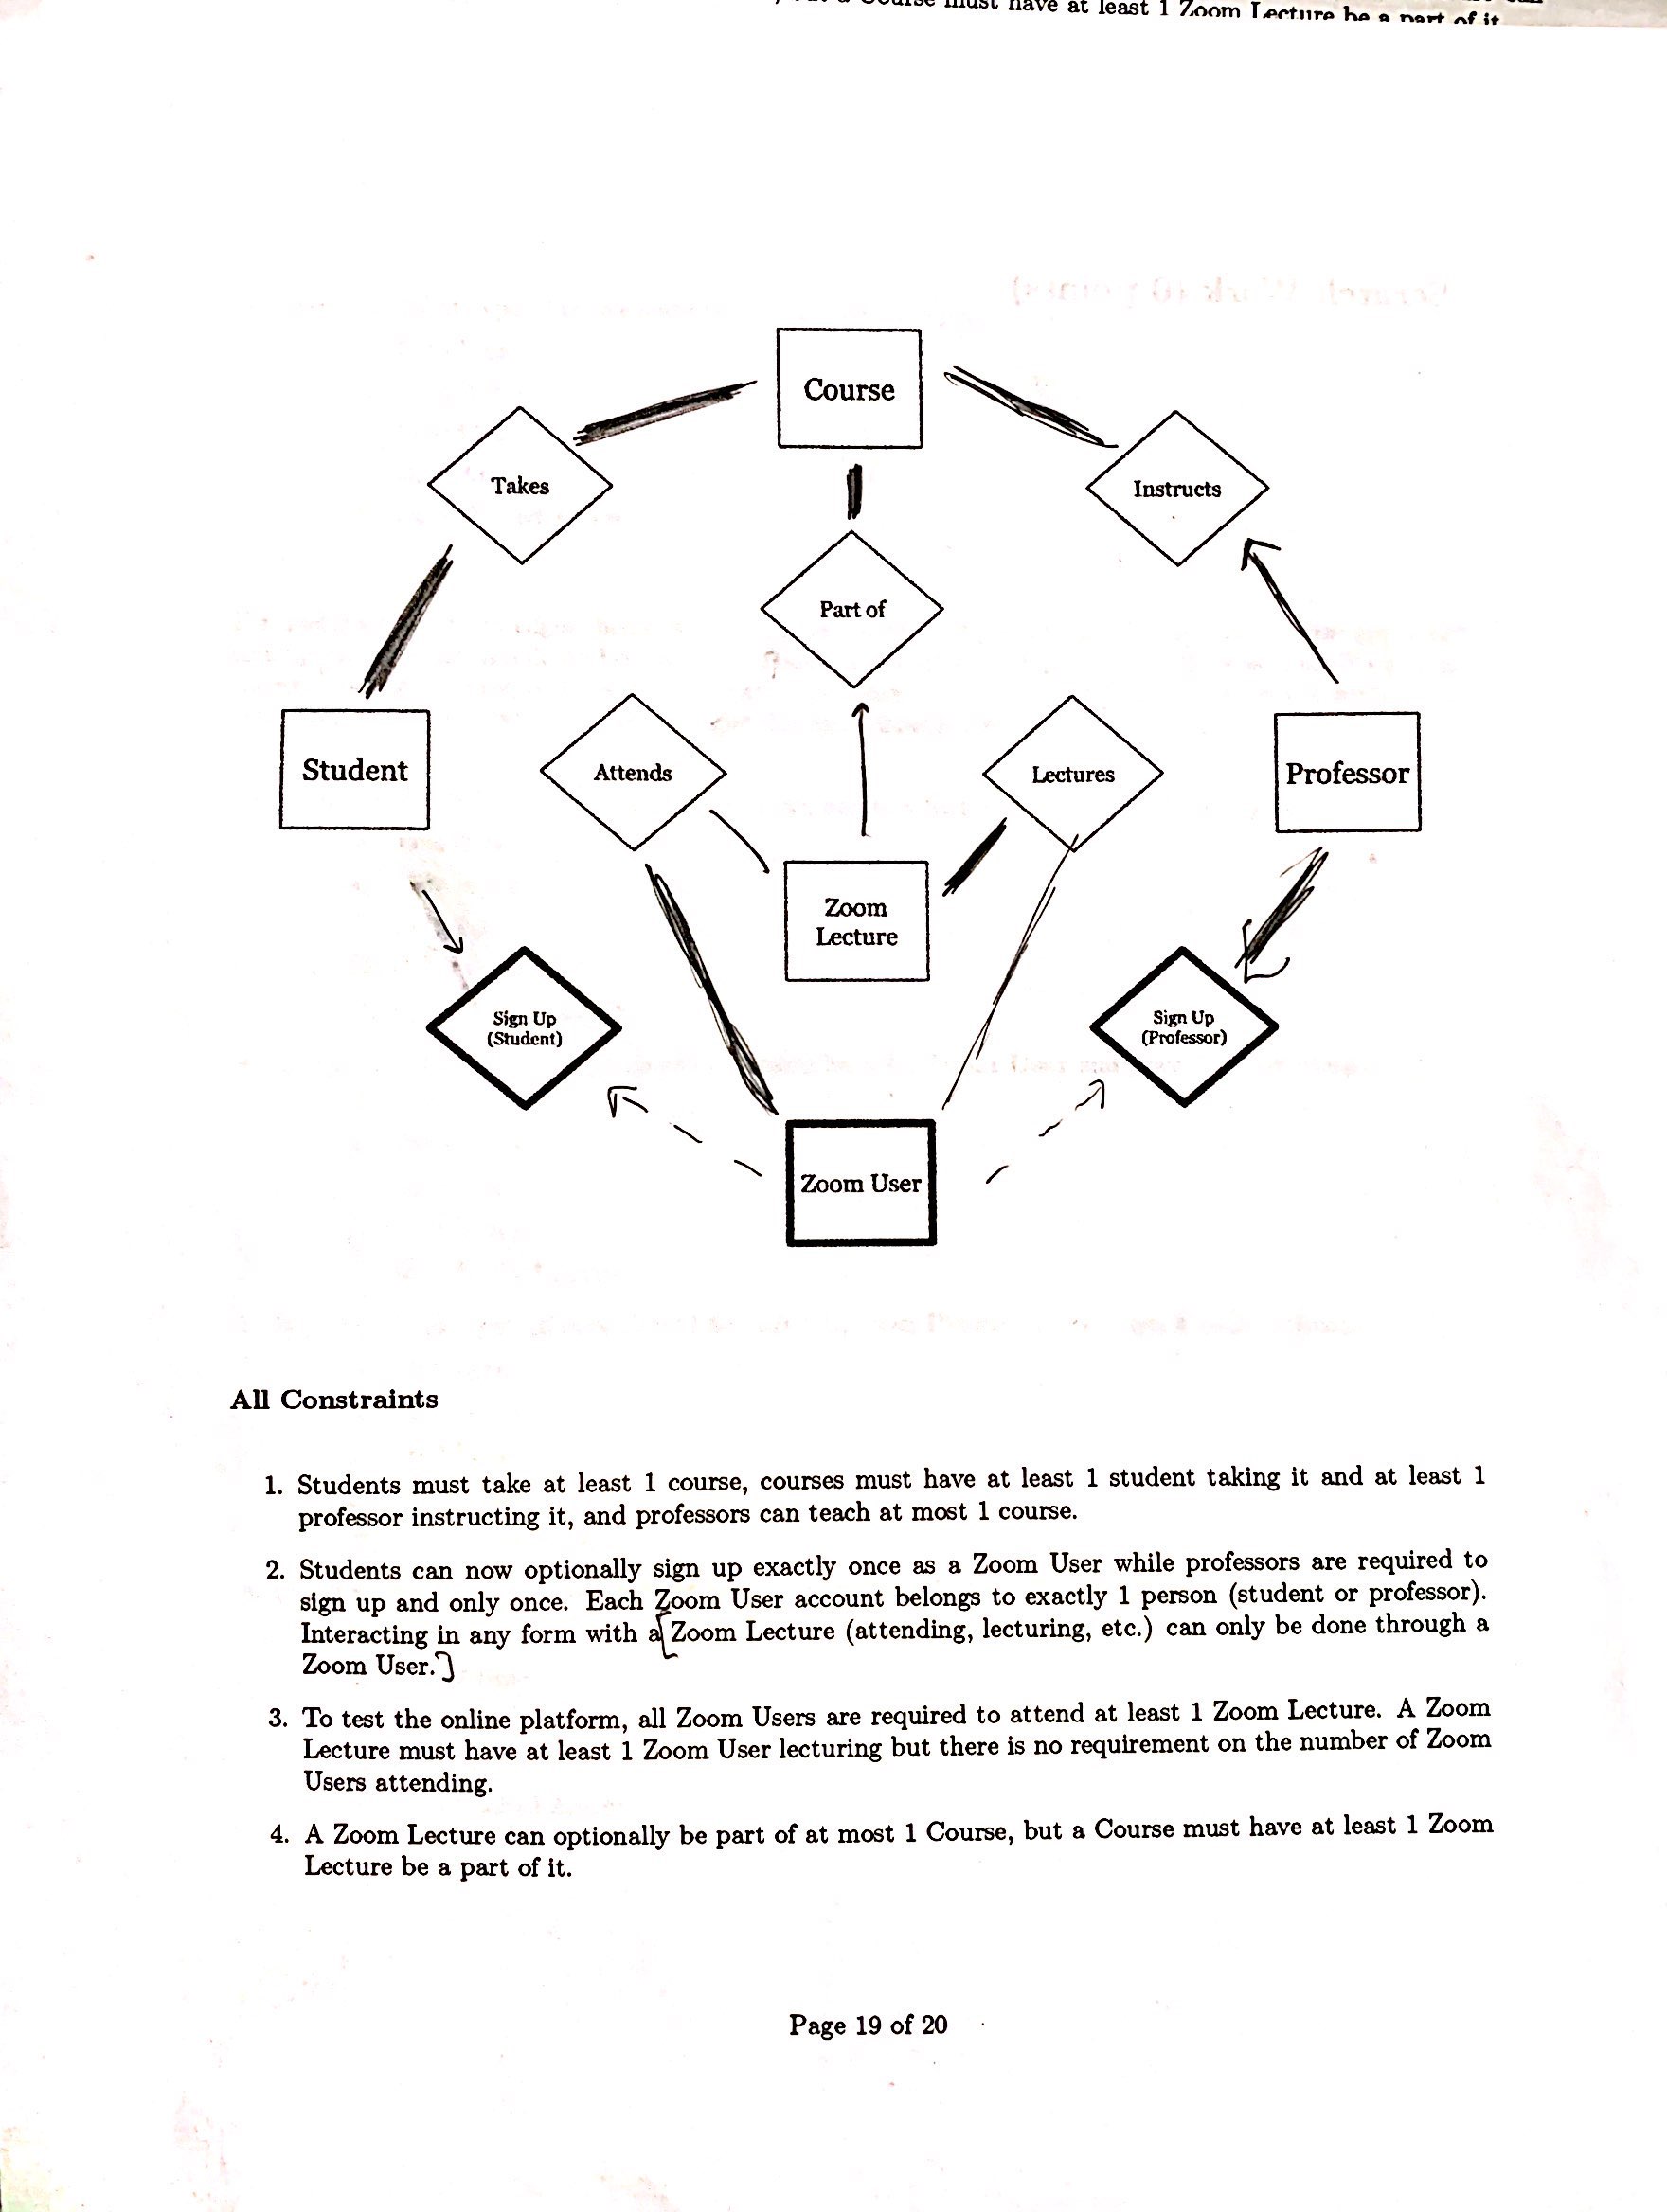 must have at least 1 Zoom Lecture be a part of it
Course
Takes
Instructs
Part of
Student
Attends
Lectures
Professor
Zoom
Lecture
Sign Up
(Student)
Sign Up
(Professor)
Zoom User
All Constraints
1. Students must take at least 1 course, courses must have at least 1 student taking it and at least 1
professor instructing it, and professors can teach at most 1 course.
2. Students can now optionally sign up exactly once as a Zoom User while professors are required to
sign up and only once. Each Zoom User account belongs to exactly 1 person (student or professor).
Interacting in any form with a [Zoom Lecture (attending, lecturing, etc.) can only be done through a
Zoom User.]
3. To test the online platform, all Zoom Users are required to attend at least 1 Zoom Lecture. A Zoom
Lecture must have at least 1 Zoom User lecturing but there is no requirement on the number of Zoom
Users attending.
4. A Zoom Lecture can optionally be part of at most 1 Course, but a Course must have at least 1 Zoom
Lecture be a part of it.
Page 19 of 20